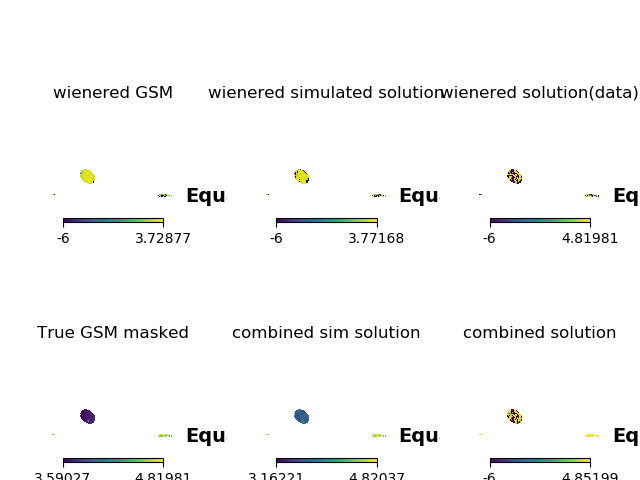 wienered GSM
wienered simulated solution
wienered solution(data)
Equ
Equ
Eq
-6 3.72877
-6 3.77168
-6 4.81981
True GSM masked
combined sim solution
combined solution
Equ
Equ
Eq
3.59027 4.81981
3.16221 4.82037
-6 4.85199